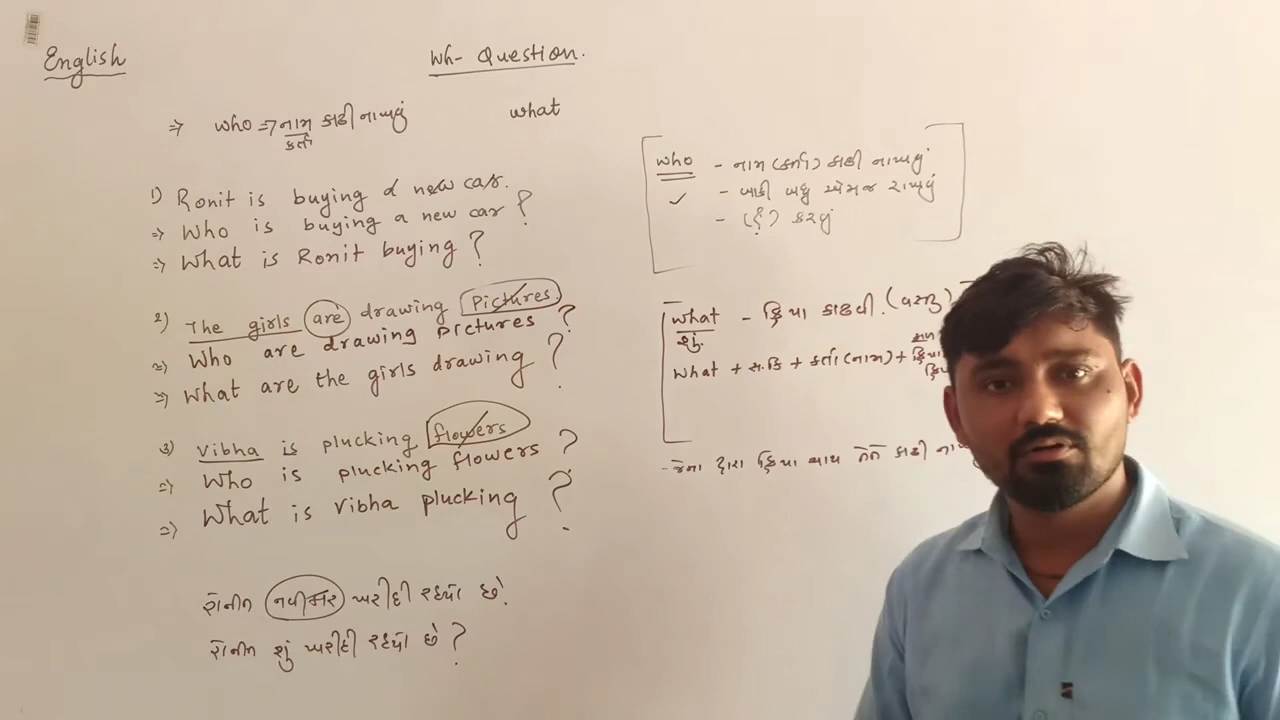 English
Wh- Question.
⇒ who ⇒ નામ કાઢી નાખવું
કર્તા
what
1) Ronit is buying a new car.
⇒ Who is buying a new car ?
⇒ What is Ronit buying ?
2) The girls are drawing Pictures.
⇒ Who are drawing pictures ?
⇒ What are the girls drawing ?
3) Vibha is plucking flowers
⇒ Who is plucking flowers ?
⇒ What is vibha plucking ?
રોનીત નવીકાર ખરીદી રહ્યો છે.
રોનીત શું ખરીદી રહ્યો છે ?
who - નામ (કર્તા) કાઢી નાખવું
- બાકી બધુ એમ જ રાખવું
- (?) કરવું
what - ક્રિયા કાઢવી. (વસ્તુ)
શું.
what + સ.ક્રિ + કર્તા (નામ) +
- જેના દ્વારા ક્રિયા થાય તેને કાઢી